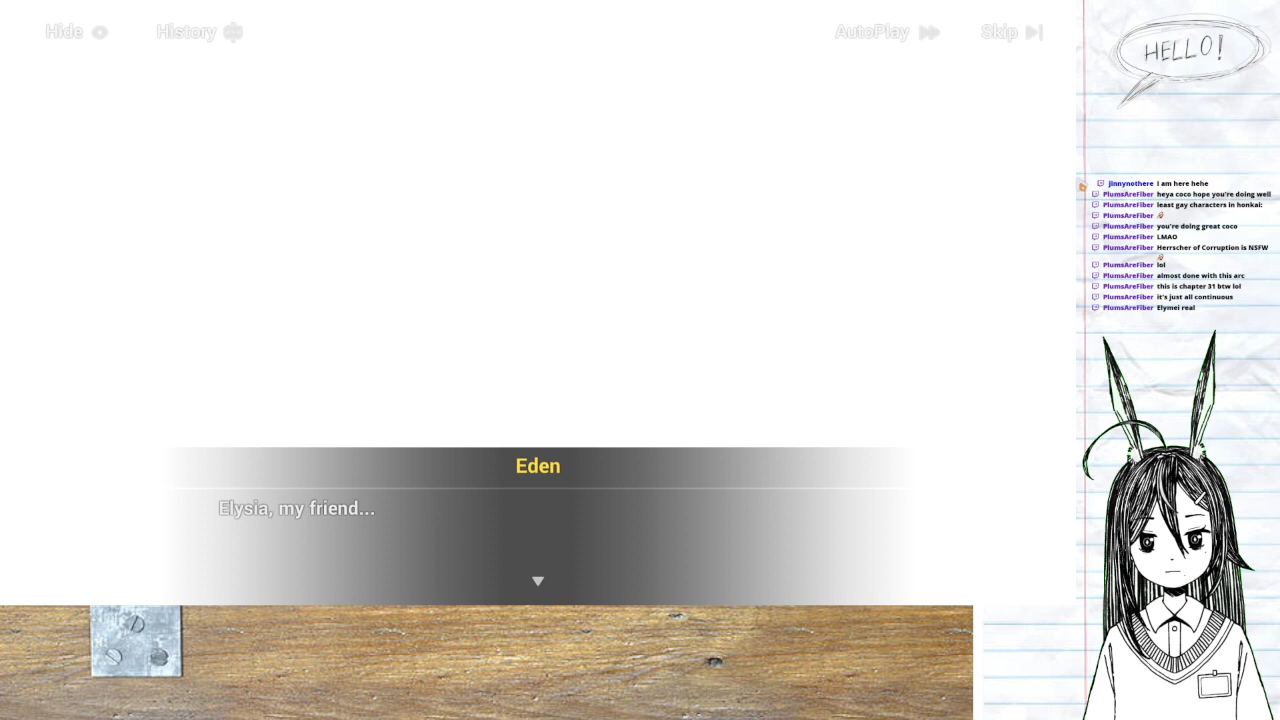 Hide
History
AutoPlay
Skip
HELLO!
jinnynothere I am here hehe
PlumsAreFiber heya coco hope you're doing well
PlumsAreFiber least gay characters in honkai:
PlumsAreFiber
PlumsAreFiber you're doing great coco
PlumsAreFiber LMAO
PlumsAreFiber Herrscher of Corruption is NSFW
PlumsAreFiber lol
PlumsAreFiber almost done with this arc
PlumsAreFiber this is chapter 31 btw lol
PlumsAreFiber it's just all continuous
PlumsAreFiber Elymei real
Eden
Elysia, my friend...